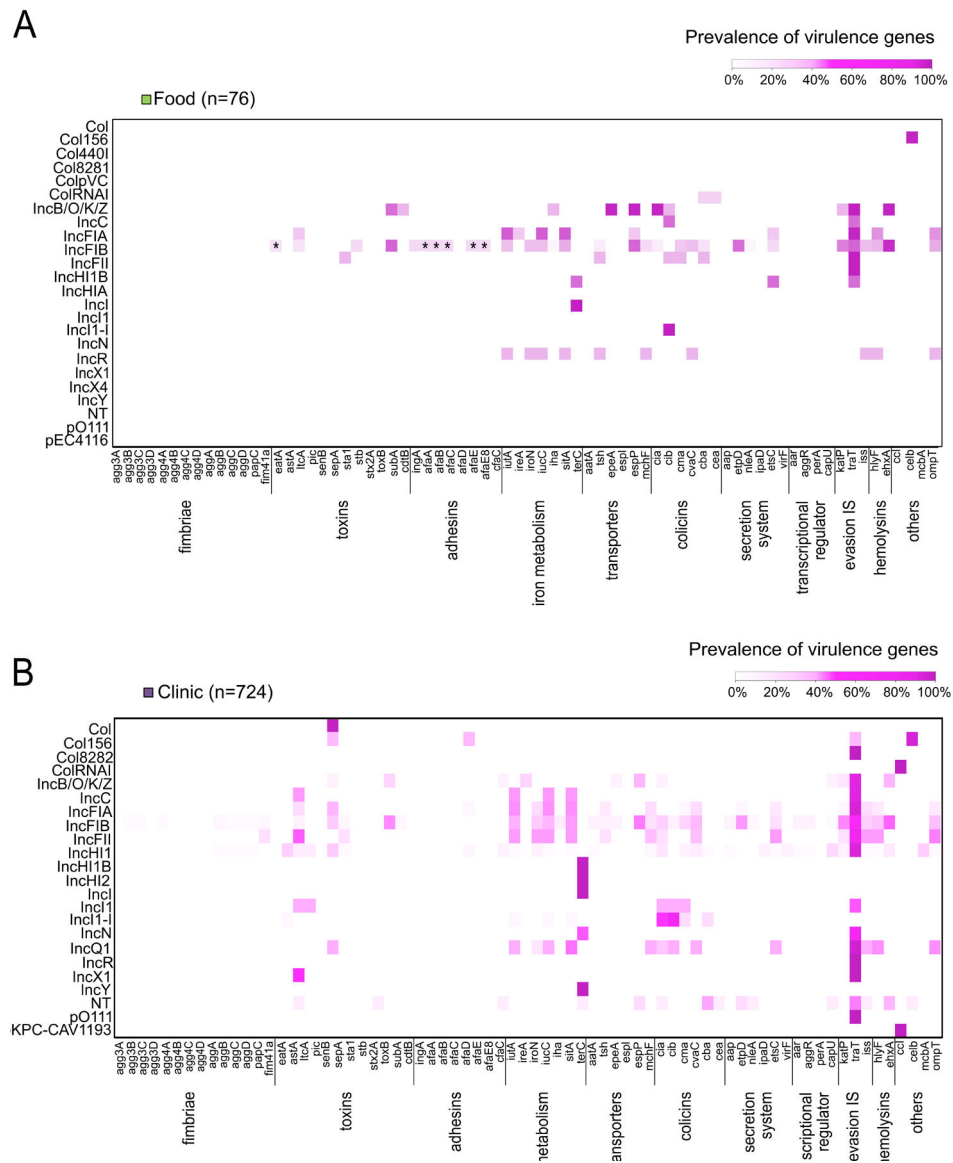 A
Prevalence of virulence genes
0% 20% 40% 60% 80% 100%
Food (n=76)
Col
Col156
Col440I
Col8281
ColpVC
ColRNAI
IncB/O/K/Z
IncC
IncFIA
IncFIB
IncFII
IncHI1B
IncHIA
IncI
IncI1
IncI1-I
IncN
IncR
IncX1
IncX4
IncY
NT
pO111
pEC4116
* * * * * *
agg3A agg3B agg3C agg3D agg4A agg4B agg4C agg4D aggA aggB aggC aggD papC fim41a eatA astA ltcA pic senB sepA sta1 stb stx2A toxB subA cdtB ingA afaA afaB afaC afaD afaE afaE8 cfaC iutA ireA iroN iucC iha sitA terC aatA tsh epeA espI espP mchF cia cib cma cvaC cba cea aap etpD nleA ipaD etsC virF aar aggR perA capU katP traT iss hlyF ehxA ccl celb mcbA ompT
fimbriae
toxins
adhesins
iron metabolism
transporters
colicins
secretion
system
transcriptional
regulator
evasion IS
hemolysins
others
B
Prevalence of virulence genes
0% 20% 40% 60% 80% 100%
Clinic (n=724)
Col
Col156
Col8282
ColRNAI
IncB/O/K/Z
IncC
IncFIA
IncFIB
IncFII
IncHI1
IncHI1B
IncHI2
IncI
IncI1
IncI1-I
IncN
IncQ1
IncR
IncX1
IncY
NT
pO111
KPC-CAV1193
agg3A agg3B agg3C agg3D agg4A agg4B agg4C agg4D aggA aggB aggC aggD papC fim41a eatA astA ltcA pic senB sepA sta1 stb stx2A toxB subA cdtB ingA afaA afaB afaC afaD afaE afaE8 cfaC iutA ireA iroN iucC iha sitA terC aatA tsh epeA espI espP mchF cia cib cma cvaC cba cea aap etpD nleA ipaD etsC virF aar aggR perA capU katP traT iss hlyF ehxA ccl celb mcbA ompT
fimbriae
toxins
adhesins
metabolism
ansporters
colicins
secretion
system
scriptional
regulator
evasion IS
hemolysins
others